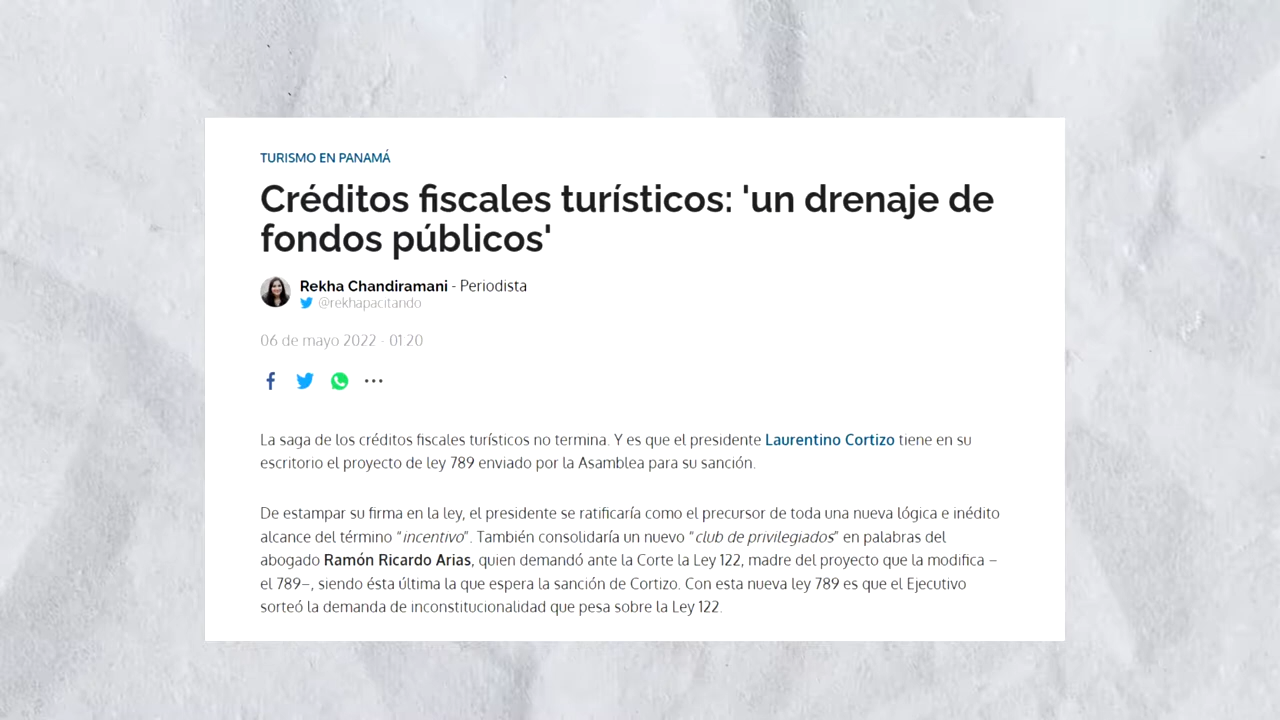 TURISMO EN PANAMÁ
Créditos fiscales turísticos: 'un drenaje de
fondos públicos'
Rekha Chandiramani - Periodista
@rekhapacitando
06 de mayo 2022 - 01:20
La saga de los créditos fiscales turísticos no termina. Y es que el presidente Laurentino Cortizo tiene en su
escritorio el proyecto de ley 789 enviado por la Asamblea para su sanción.
De estampar su firma en la ley, el presidente se ratificaría como el precursor de toda una nueva lógica e inédito
alcance del término “incentivo”. También consolidaría un nuevo “club de privilegiados” en palabras del
abogado Ramón Ricardo Arias, quien demandó ante la Corte la Ley 122, madre del proyecto que la modifica –
el 789–, siendo ésta última la que espera la sanción de Cortizo. Con esta nueva ley 789 es que el Ejecutivo
sorteó la demanda de inconstitucionalidad que pesa sobre la Ley 122.